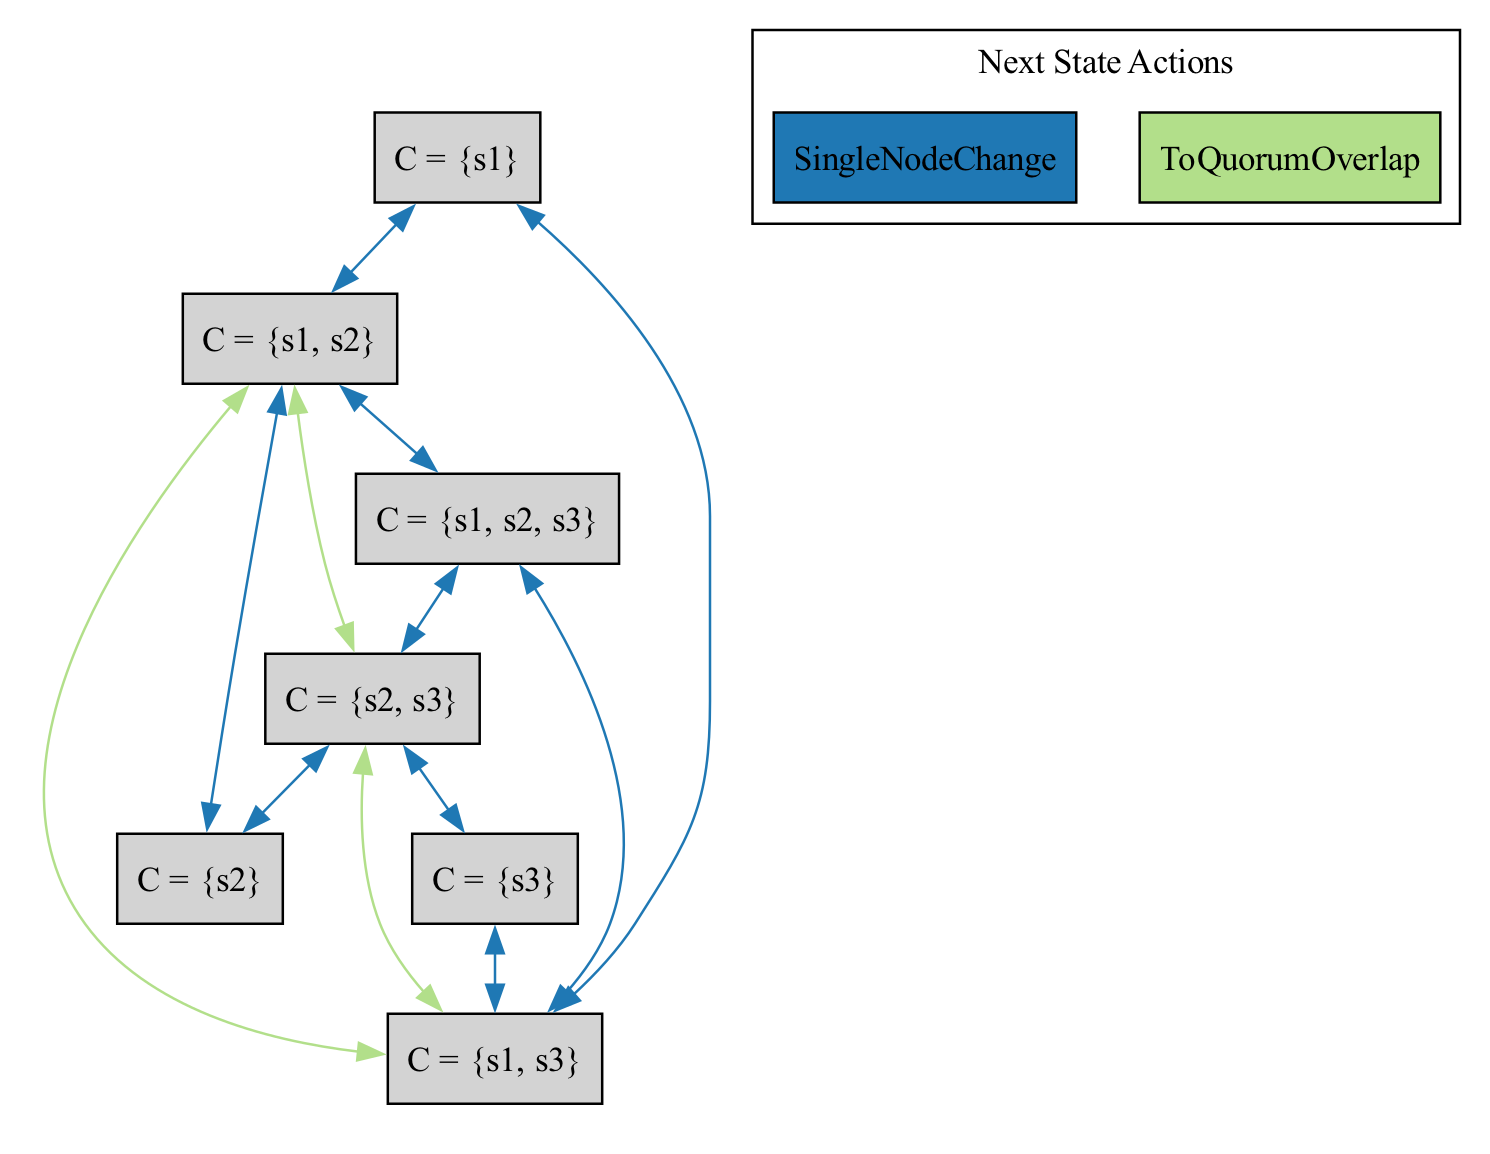 Next State Actions
SingleNodeChange
ToQuorumOverlap
C = {s1}
C = {s1, s2}
C = {s1, s2, s3}
C = {s2, s3}
C = {s2}
C = {s3}
C = {s1, s3}